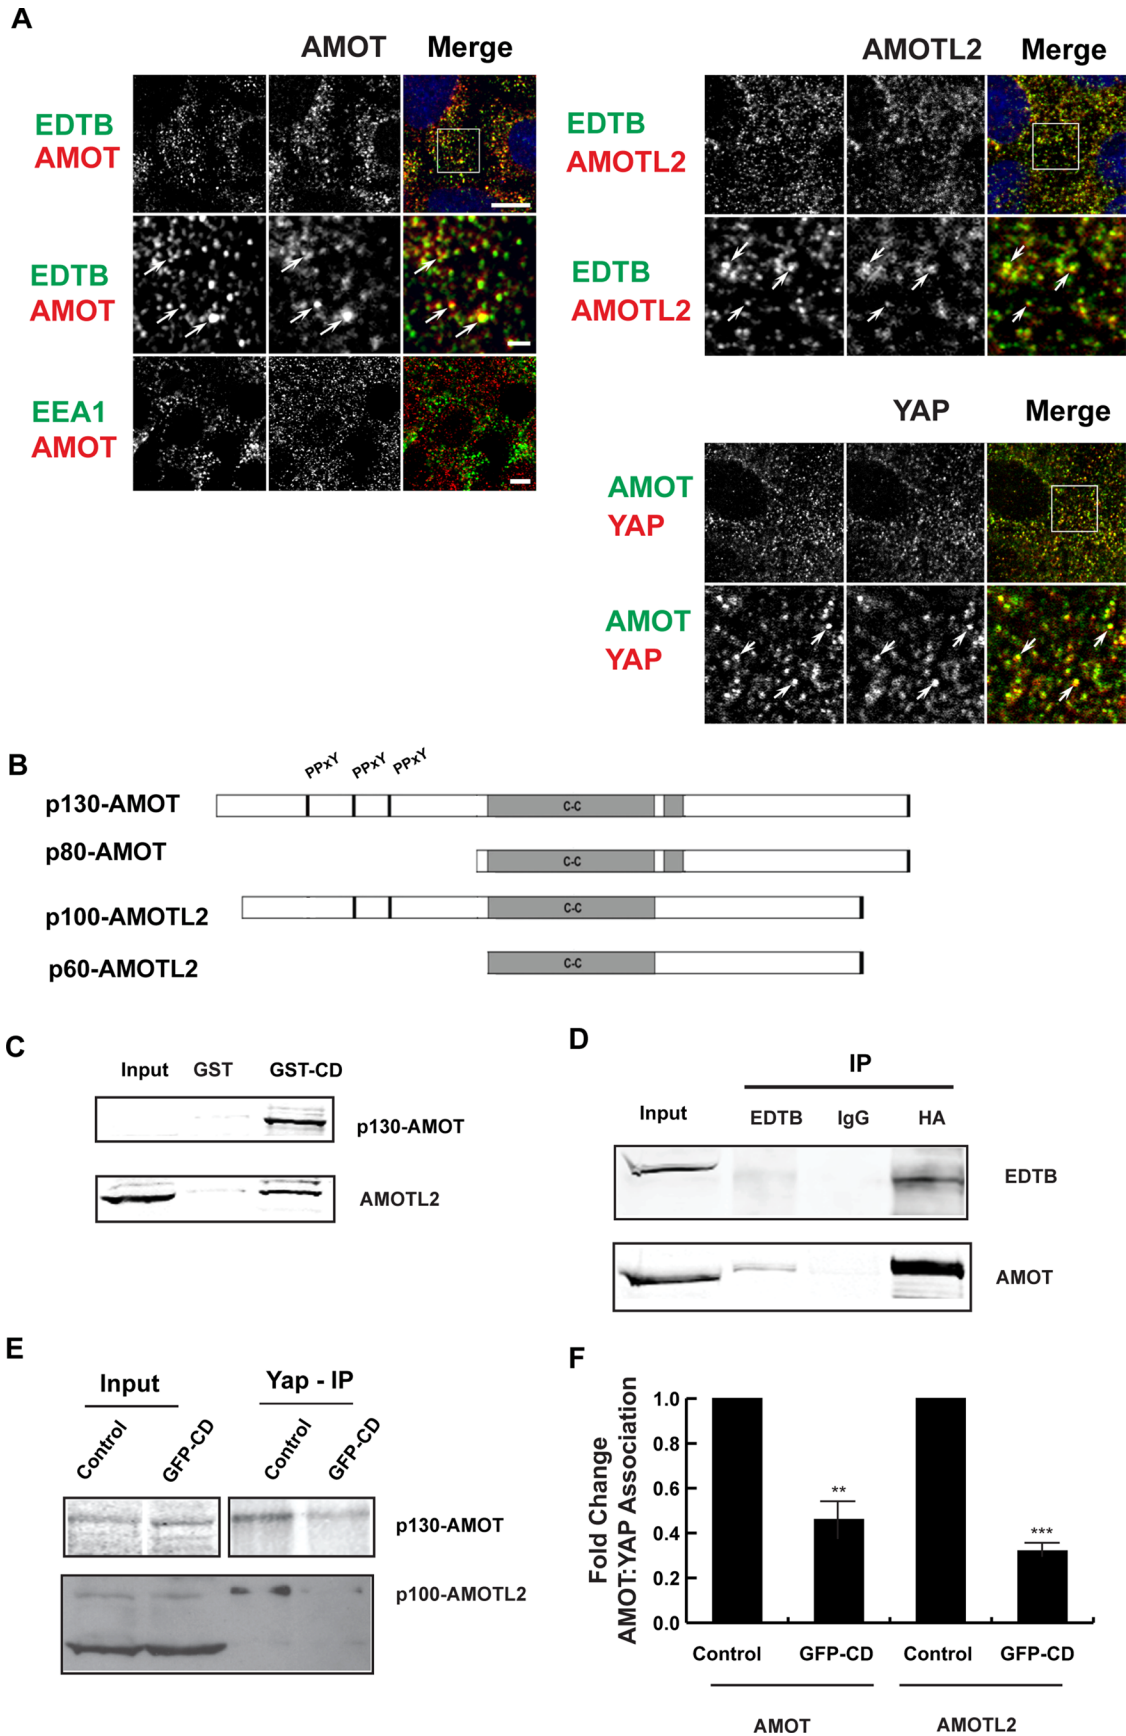 A
AMOT Merge
EDTB
AMOT
EDTB
AMOT
EEA1
AMOT
AMOTL2 Merge
EDTB
AMOTL2
EDTB
AMOTL2
YAP Merge
AMOT
YAP
AMOT
YAP
B
PPxY PPxY PPxY
p130-AMOT C-C
p80-AMOT C-C
p100-AMOTL2 C-C
p60-AMOTL2 C-C
C
Input GST GST-CD
p130-AMOT
AMOTL2
D
IP
Input EDTB IgG HA
EDTB
AMOT
E
Input Yap - IP
Control GFP-CD Control GFP-CD
p130-AMOT
p100-AMOTL2
F
Fold Change
AMOT:YAP Association
1.0
0.8
0.6
0.4
0.2
0.0
**
***
Control GFP-CD Control GFP-CD
AMOT AMOTL2